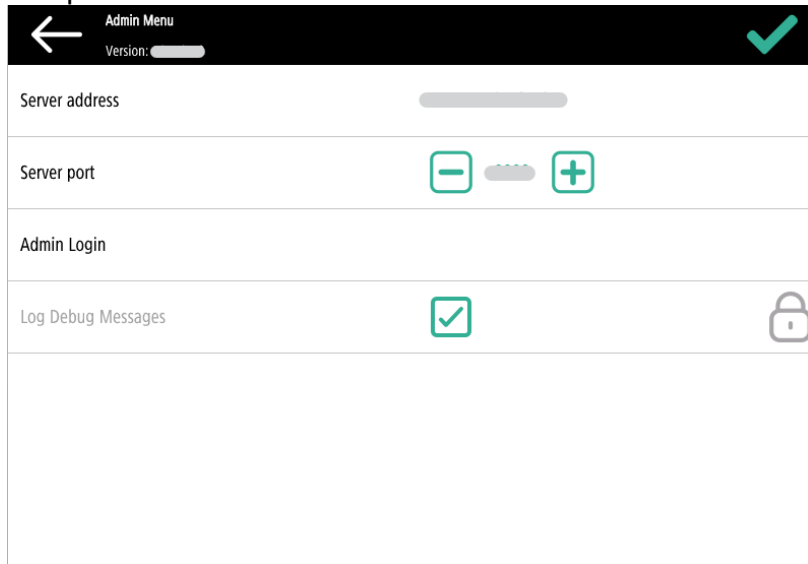 Admin Menu
Version:
Server address
Server port
Admin Login
Log Debug Messages